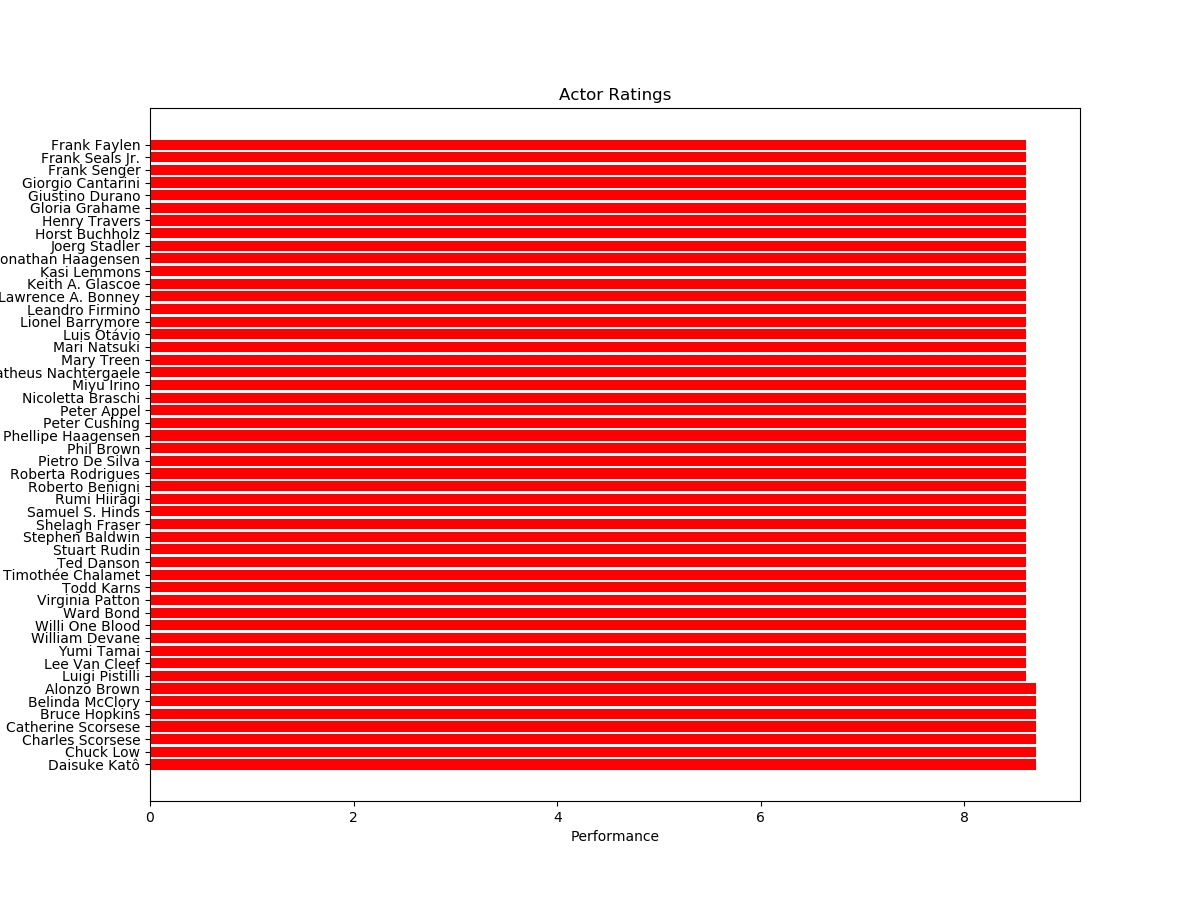 Actor Ratings
Frank Faylen
Frank Seals Jr.
Frank Senger
Giorgio Cantarini
Giustino Durano
Gloria Grahame
Henry Travers
Horst Buchholz
Joerg Stadler
onathan Haagensen
Kasi Lemmons
Keith A. Glascoe
Lawrence A. Bonney
Leandro Firmino
Lionel Barrymore
Luis Otávio
Mari Natsuki
Mary Treen
atheus Nachtergaele
Miyu Irino
Nicoletta Braschi
Peter Appel
Peter Cushing
Phellipe Haagensen
Phil Brown
Pietro De Silva
Roberta Rodrigues
Roberto Benigni
Rumi Hiiragi
Samuel S. Hinds
Shelagh Fraser
Stephen Baldwin
Stuart Rudin
Ted Danson
Timothée Chalamet
Todd Karns
Virginia Patton
Ward Bond
Willi One Blood
William Devane
Yumi Tamai
Lee Van Cleef
Luigi Pistilli
Alonzo Brown
Belinda McClory
Bruce Hopkins
Catherine Scorsese
Charles Scorsese
Chuck Low
Daisuke Katô
0 2 4 6 8
Performance